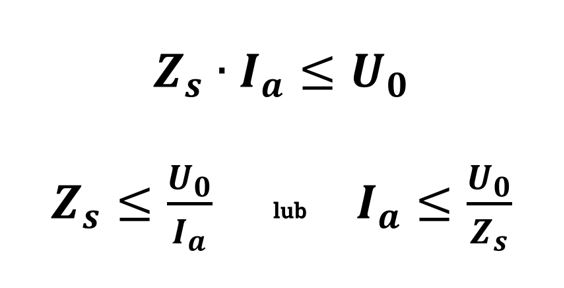 Zₛ · Iₐ ≤ U₀
Zₛ ≤ U₀/Iₐ lub Iₐ ≤ U₀/Zₛ